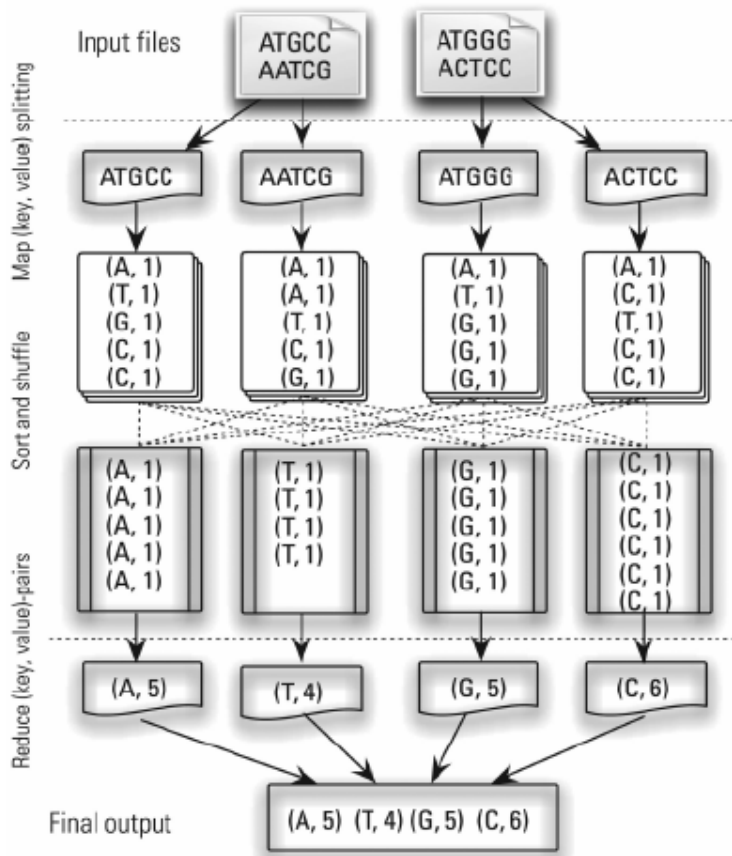 Input files
ATGCC
AATCG
ATGGG
ACTCC
Map (key, value) splitting
ATGCC
AATCG
ATGGG
ACTCC
(A, 1)
(T, 1)
(G, 1)
(C, 1)
(C, 1)
(A, 1)
(A, 1)
(T, 1)
(C, 1)
(G, 1)
(A, 1)
(T, 1)
(G, 1)
(G, 1)
(G, 1)
(A, 1)
(C, 1)
(T, 1)
(C, 1)
(C, 1)
Sort and shuffle
(A, 1)
(A, 1)
(A, 1)
(A, 1)
(A, 1)
(T, 1)
(T, 1)
(T, 1)
(T, 1)
(G, 1)
(G, 1)
(G, 1)
(G, 1)
(G, 1)
(C, 1)
(C, 1)
(C, 1)
(C, 1)
(C, 1)
(C, 1)
Reduce (key, value)-pairs
(A, 5)
(T, 4)
(G, 5)
(C, 6)
Final output
(A, 5) (T, 4) (G, 5) (C, 6)